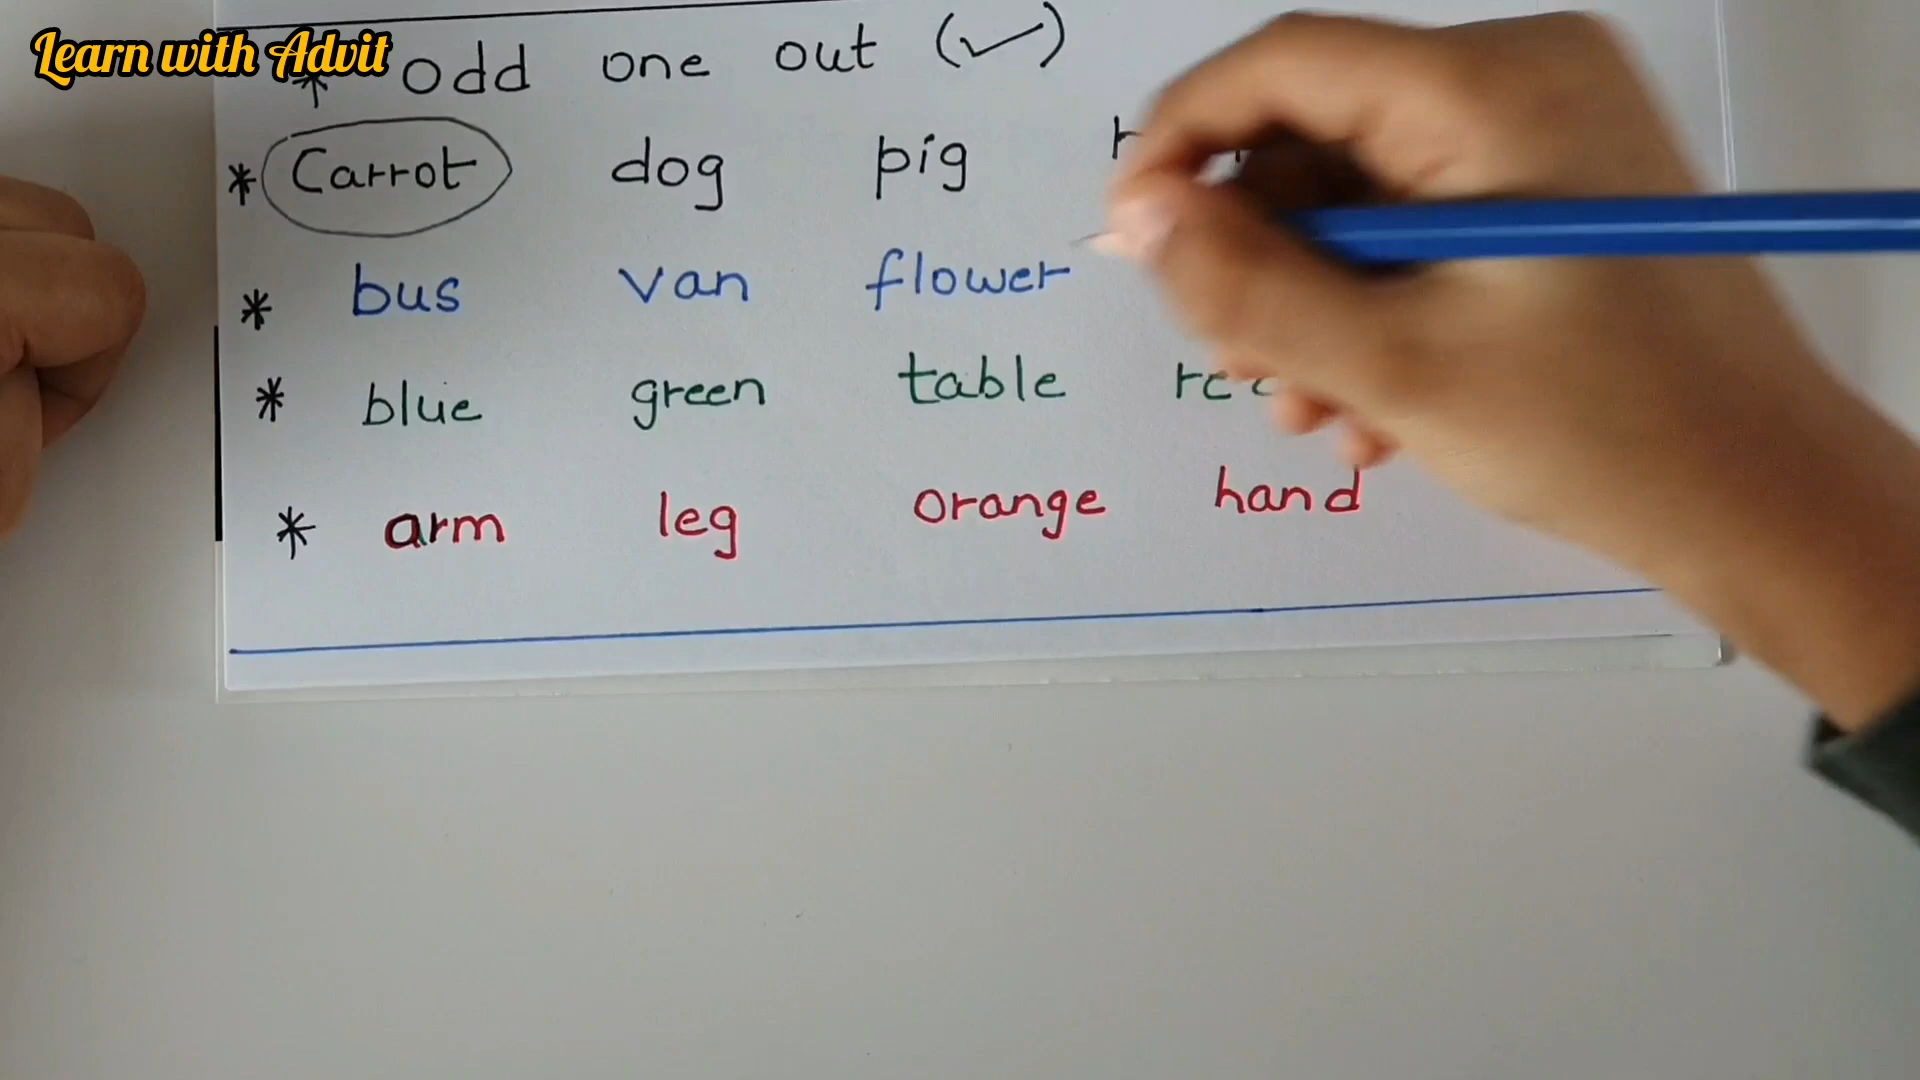 Learn with Advit
* odd one out (✓)
* Carrot dog pig
* bus van flower
* blue green table
* arm leg orange hand